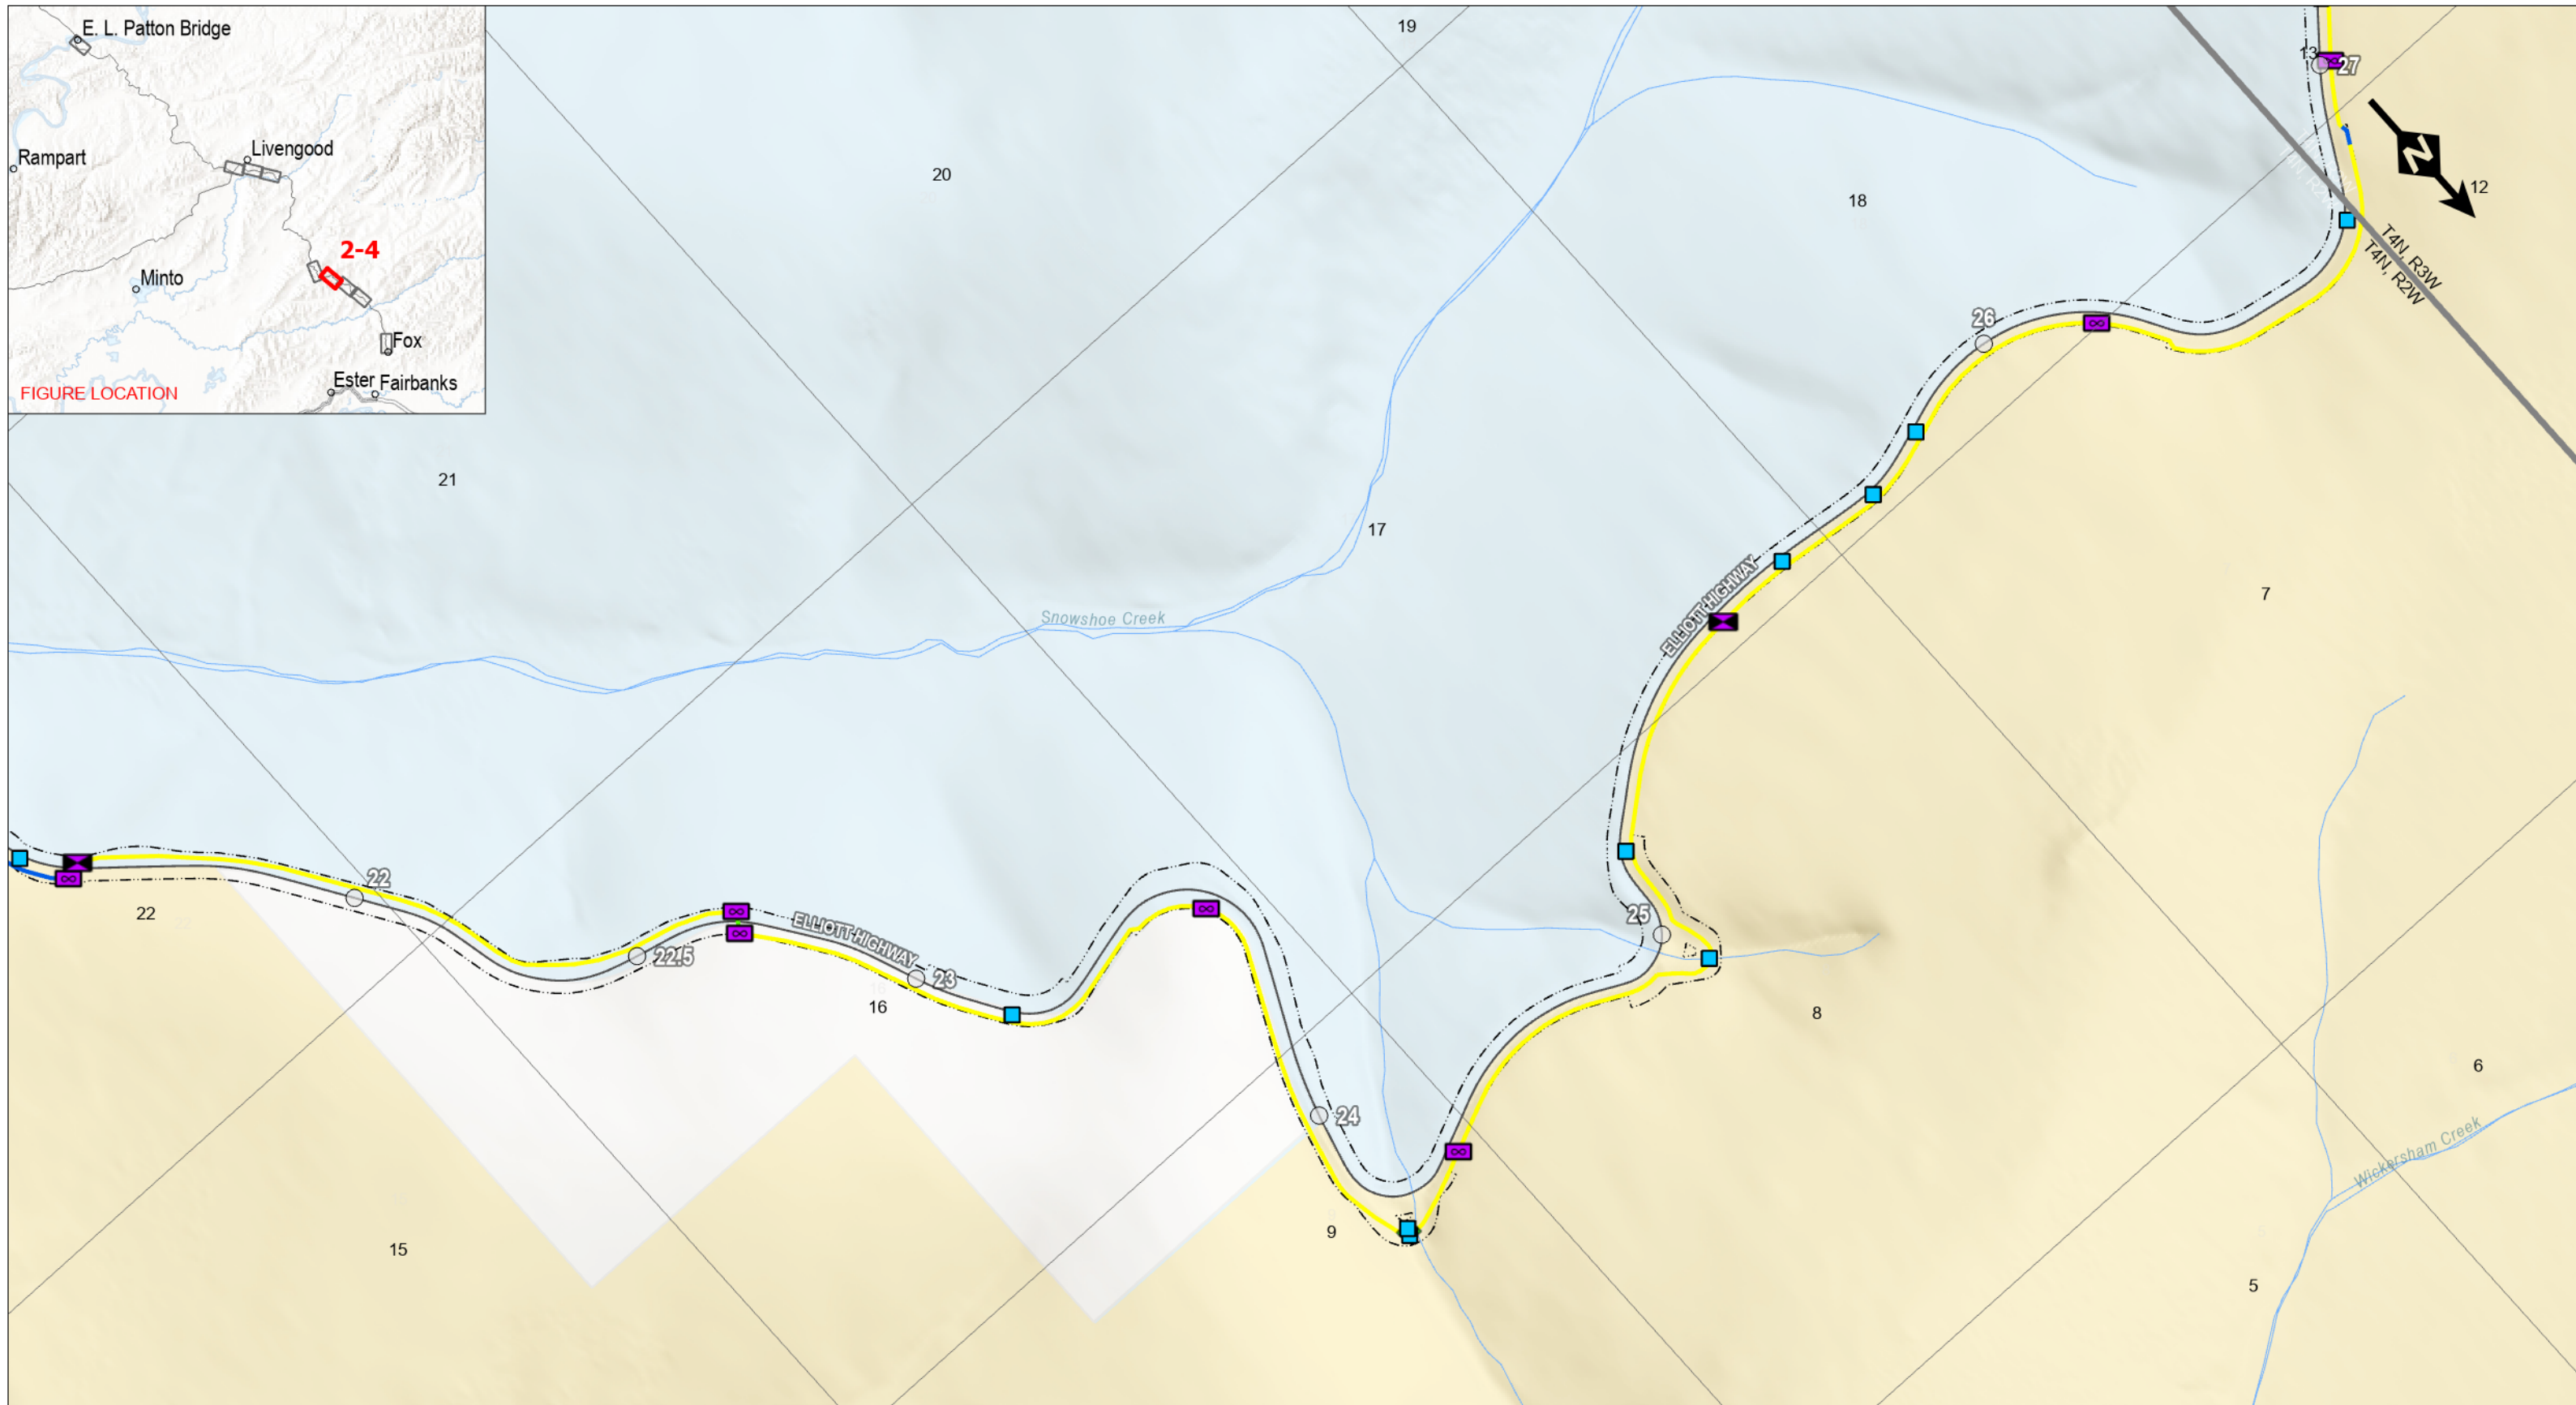 E. L. Patton Bridge
Livengood
Rampart
2-4
Minto
Fox
Ester
Fairbanks
FIGURE LOCATION
19
13
27
N
12
20
18
T4N, R3W
T4N, R2W
26
21
17
7
Snowshoe Creek
ELLIOTT HIGHWAY
22
22
25
ELLIOTT HIGHWAY
22.5
23
16
8
6
24
Wickersham Creek
9
15
5